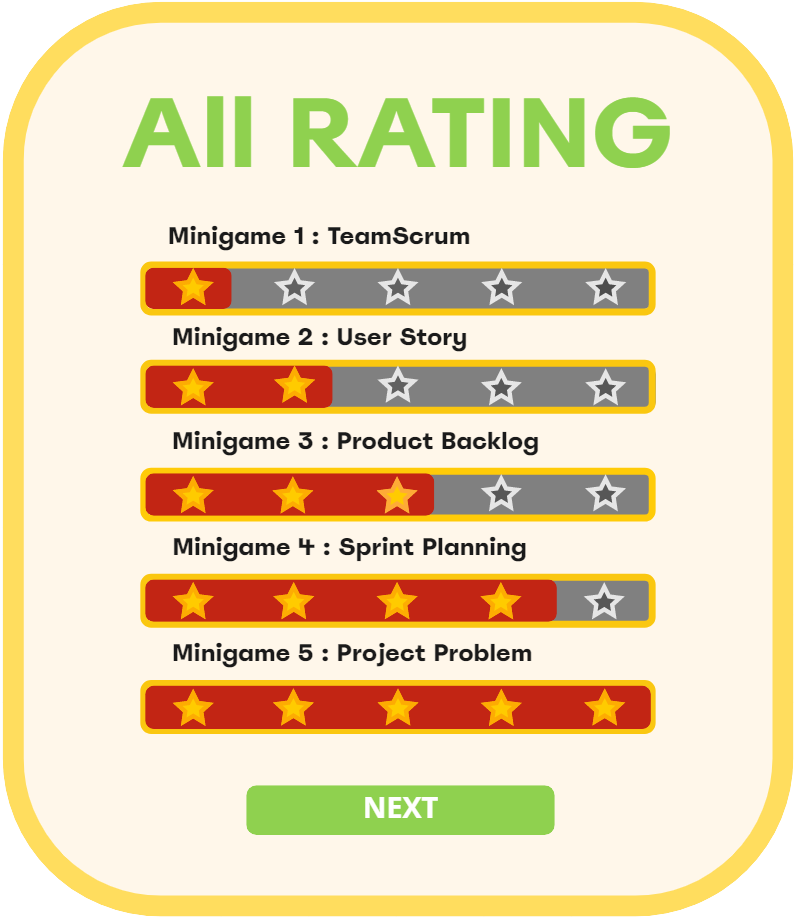 All RATING
Minigame 1 : TeamScrum
Minigame 2 : User Story
Minigame 3 : Product Backlog
Minigame 4 : Sprint Planning
Minigame 5 : Project Problem
NEXT